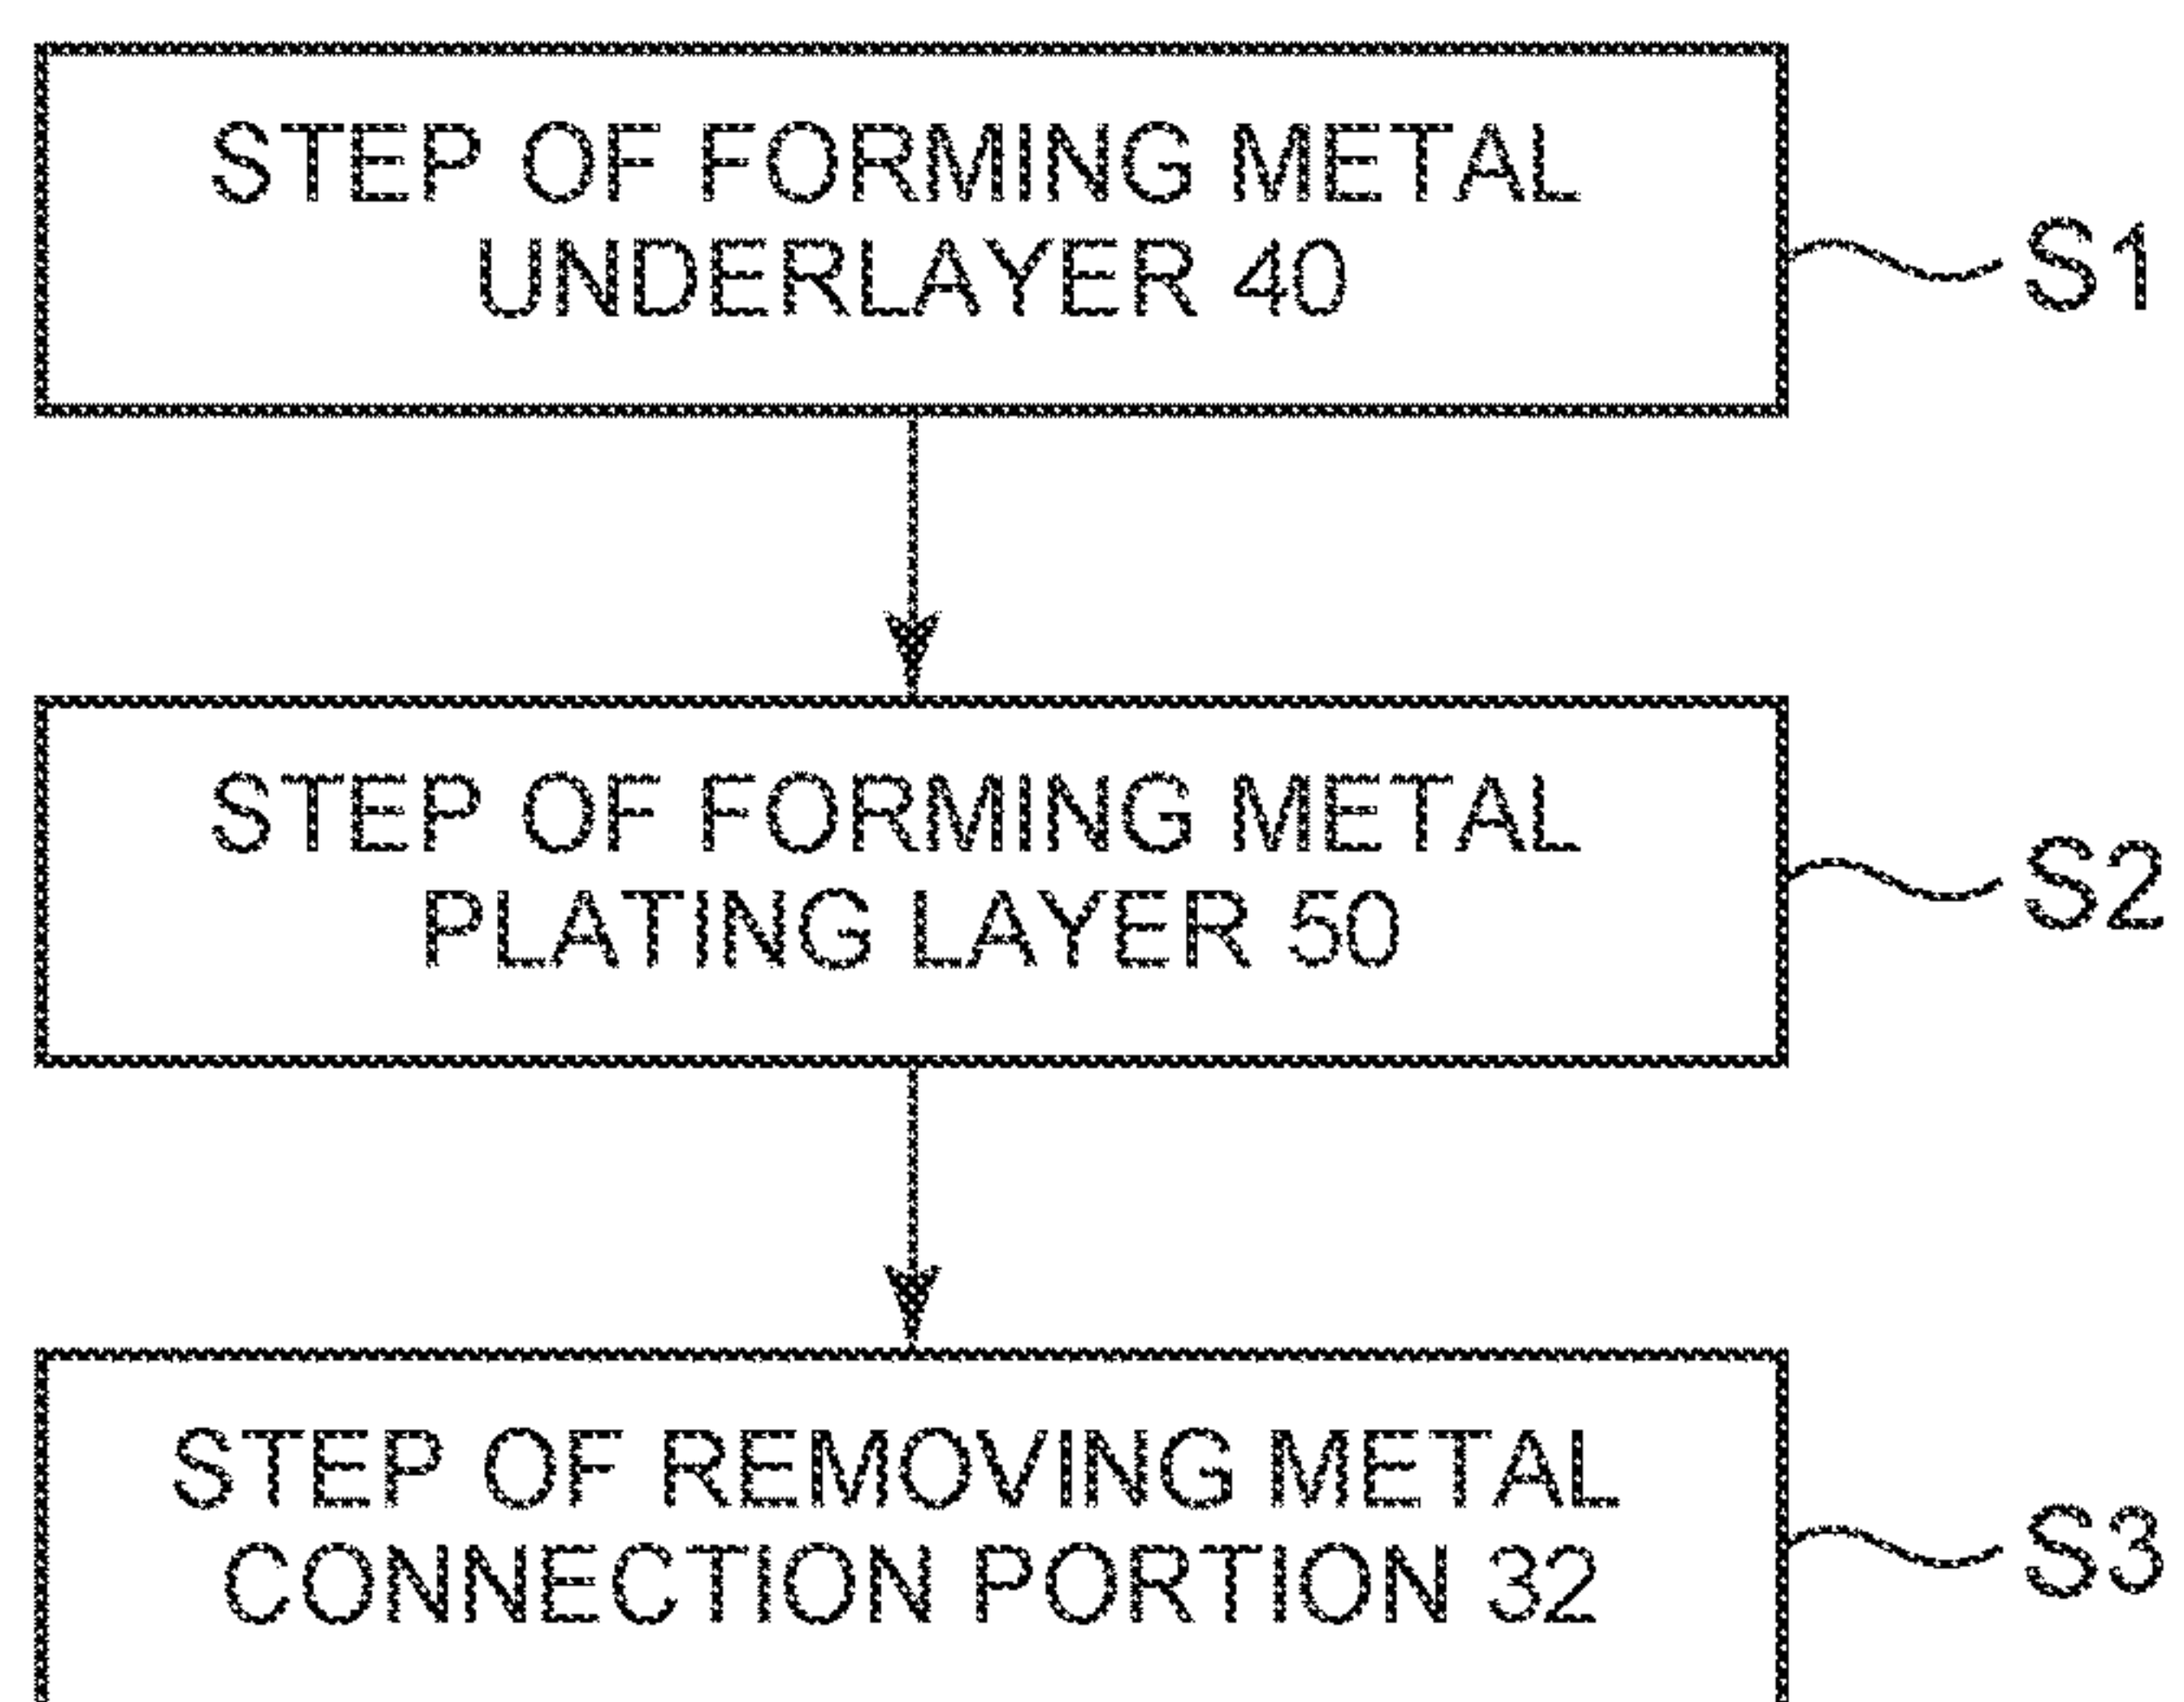 STEP OF FORMING METAL
UNDERLAYER 40
S1
STEP OF FORMING METAL
PLATING LAYER 50
S2
STEP OF REMOVING METAL
CONNECTION PORTION 32
S3